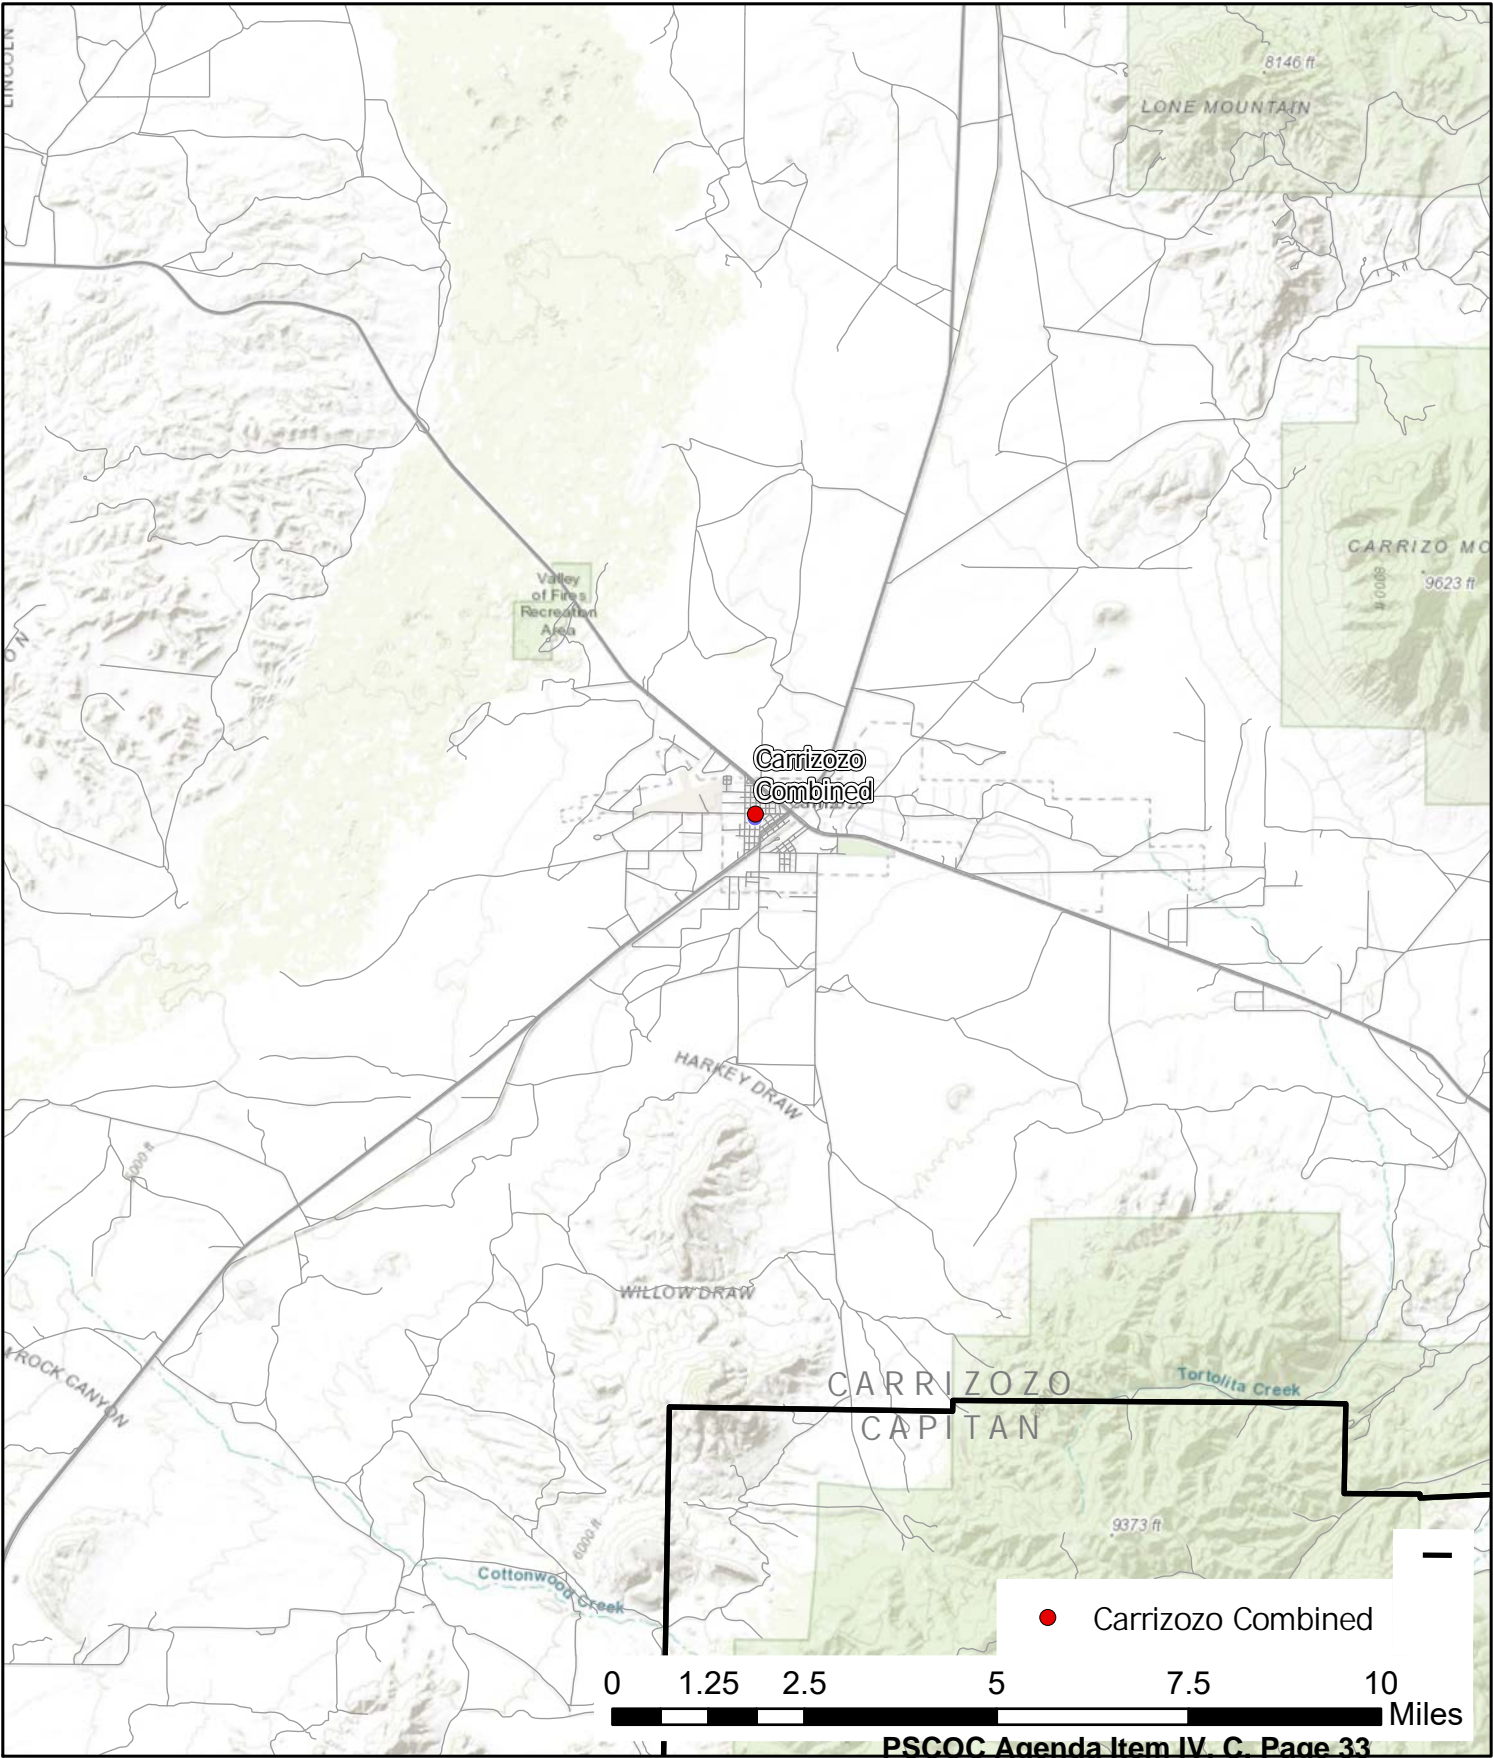 LINCOLN
8146 ft
LONE MOUNTAIN
CARRIZO MO
8000 ft
9623 ft
Valley
of Fires
Recreation
Area
ON
Carrizozo
Combined
HARKEY DRAW
WILLOW DRAW
ROCK CANYON
CARRIZOZO
CAPITAN
Tortolita Creek
9373 ft
6000 ft
Cottonwood Creek
Carrizozo Combined
0 1.25 2.5 5 7.5 10
Miles
PSCOC Agenda Item IV. C. Page 33